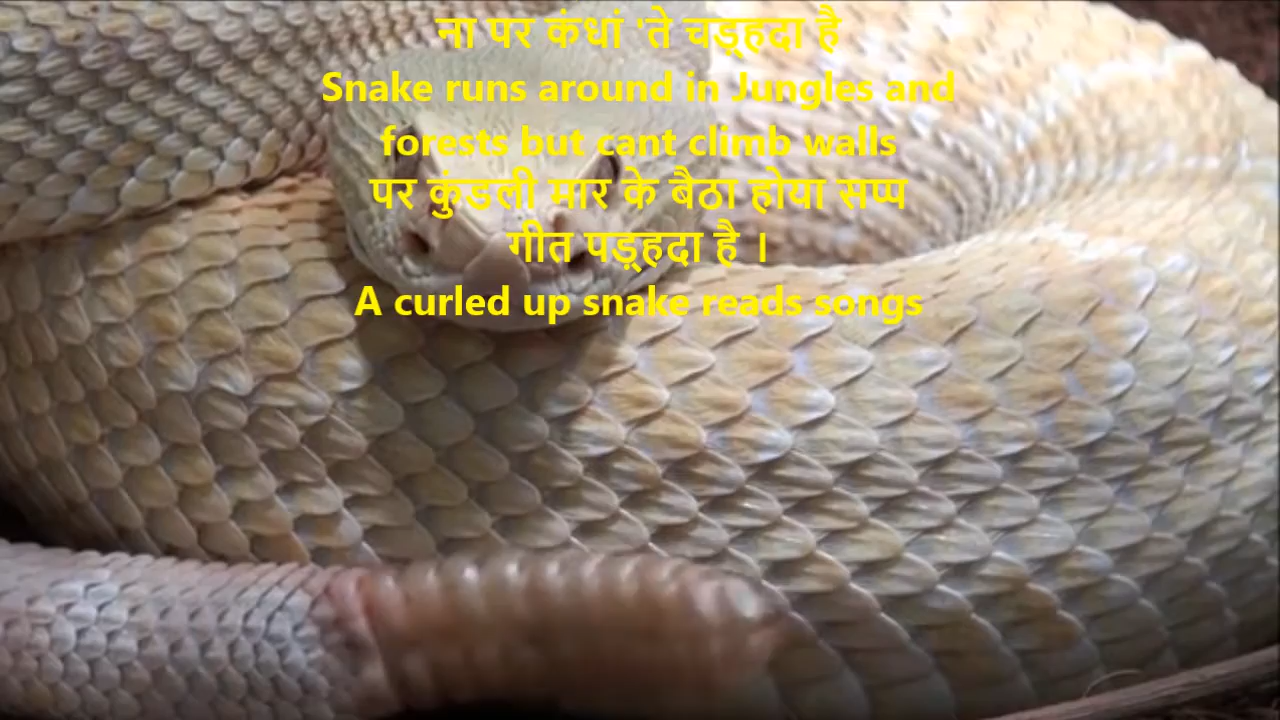 ना पर कंधां 'ते चड़्हदा है
Snake runs around in Jungles and
forests but cant climb walls
पर कुंडली मार के बैठा होया सप्प
गीत पड़्हदा है ।
A curled up snake reads songs